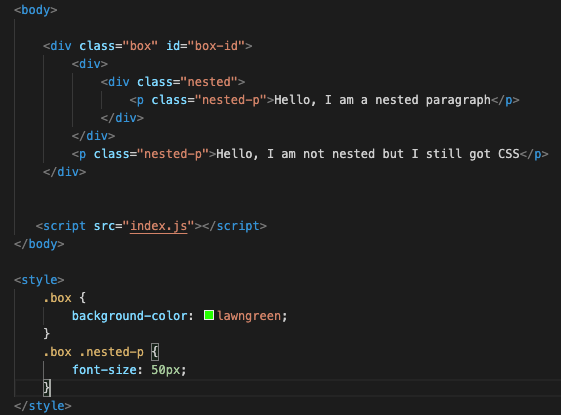 <body>
<div class="box" id="box-id">
<div>
<div class="nested">
<p class="nested-p">Hello, I am a nested paragraph</p>
</div>
</div>
<p class="nested-p">Hello, I am not nested but I still got CSS</p>
</div>
<script src="index.js"></script>
</body>
<style>
.box {
background-color: lawngreen;
}
.box .nested-p {
font-size: 50px;
}
</style>